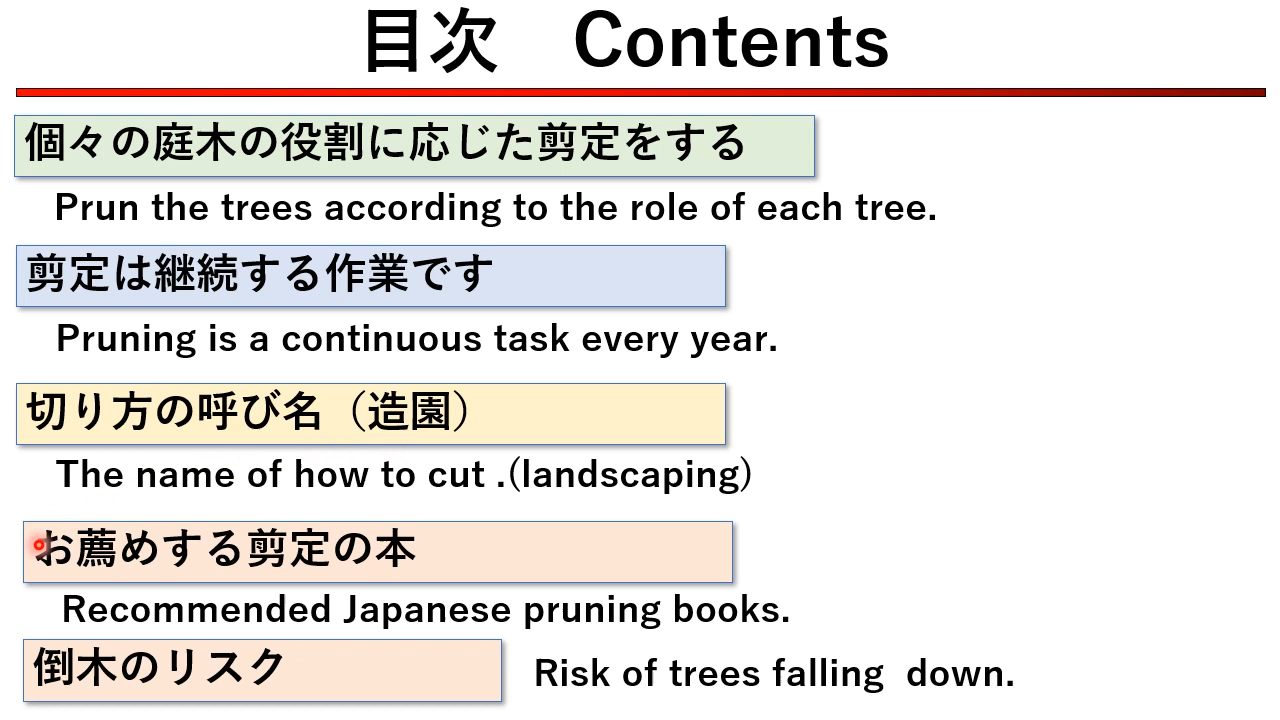 目次　Contents
個々の庭木の役割に応じた剪定をする
Prun the trees according to the role of each tree.
剪定は継続する作業です
Pruning is a continuous task every year.
切り方の呼び名（造園）
The name of how to cut .(landscaping)
お薦めする剪定の本
Recommended Japanese pruning books.
倒木のリスク
Risk of trees falling  down.